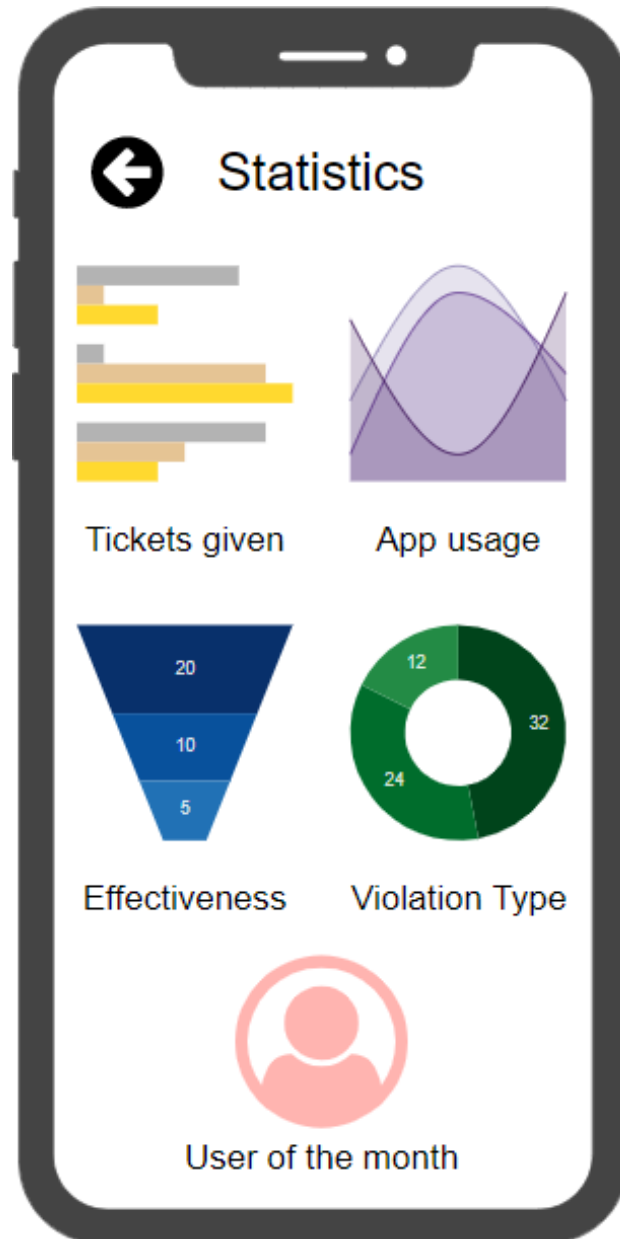 Statistics
Tickets given
App usage
20
10
5
12
32
24
Effectiveness
Violation Type
User of the month